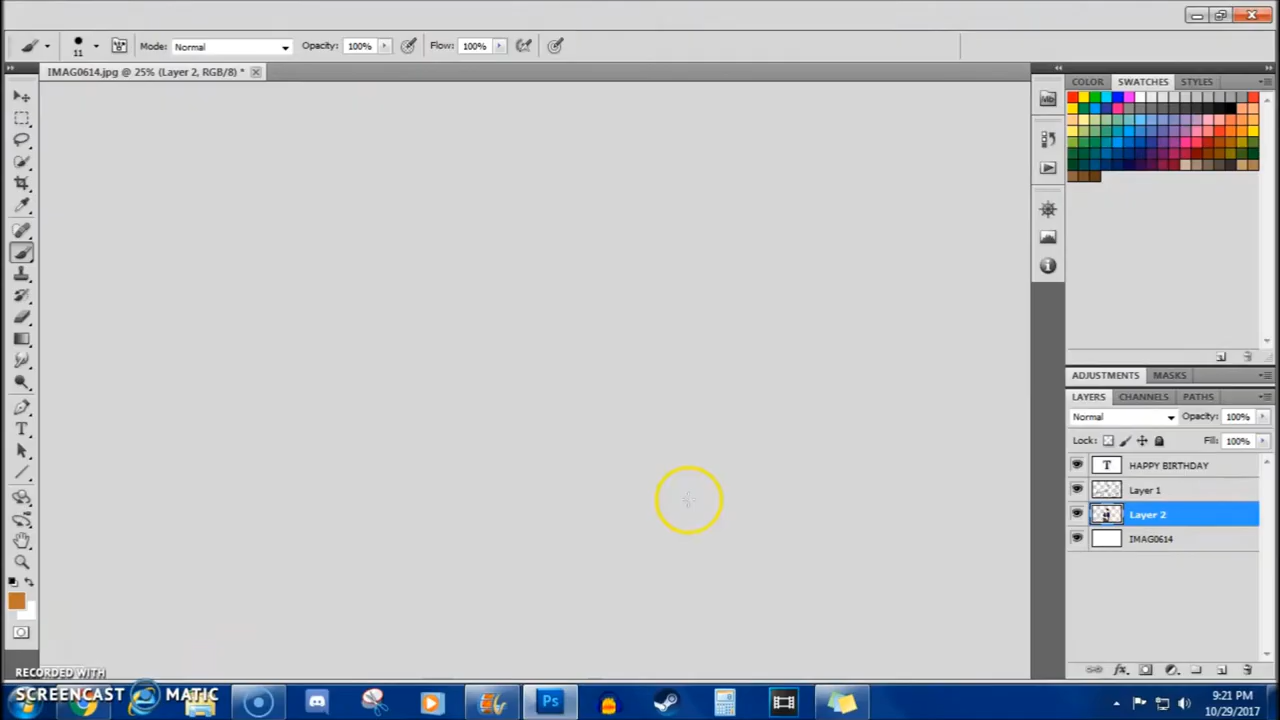 11
Mode: Normal
Opacity: 100%
Flow: 100%
IMAG0614.jpg @ 25% (Layer 2, RGB/8) *
COLOR SWATCHES STYLES
ADJUSTMENTS MASKS
LAYERS CHANNELS PATHS
Normal
Opacity: 100%
Lock:
Fill: 100%
T HAPPY BIRTHDAY
Layer 1
Layer 2
IMAG0614
RECORDED WITH
SCREENCAST MATIC
Ps
9:21 PM
10/29/2017